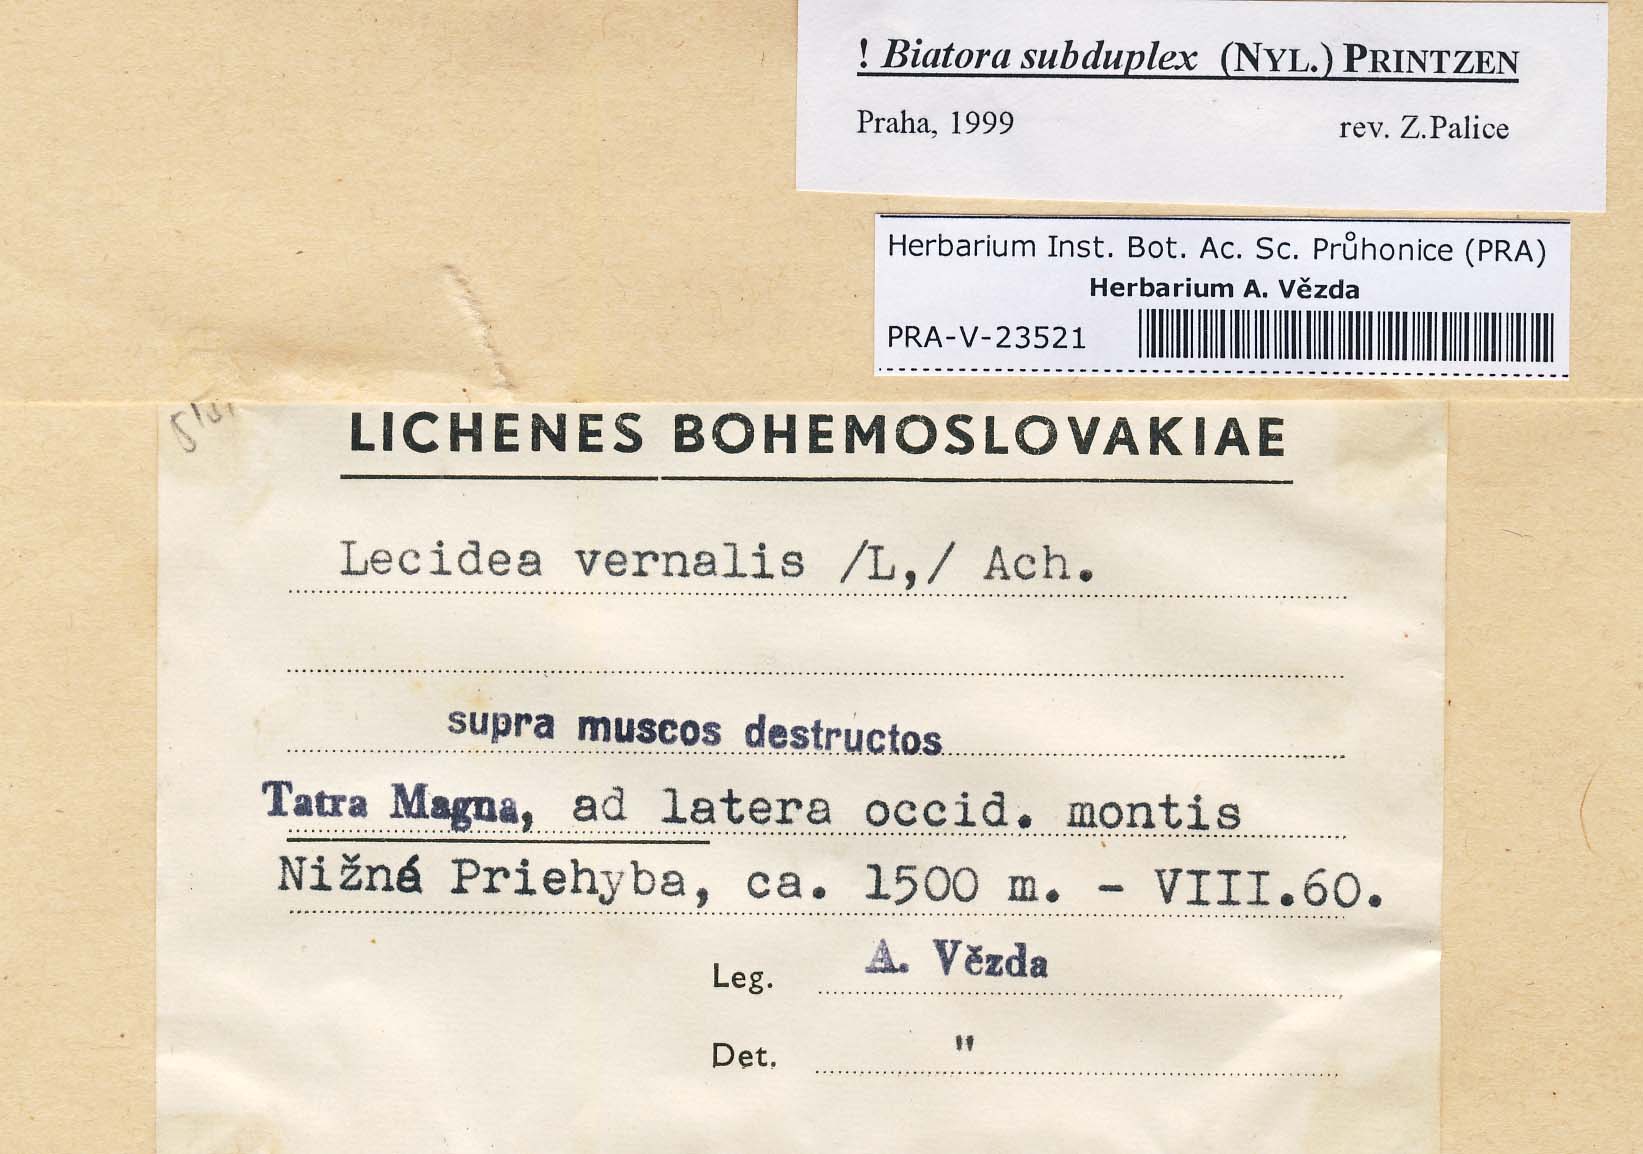 ! Biatora subduplex (NYL.) PRINTZEN
Praha, 1999 rev. Z.Palice
Herbarium Inst. Bot. Ac. Sc. Průhonice (PRA)
Herbarium A. Vězda
PRA-V-23521
LICHENES BOHEMOSLOVAKIAE
Lecidea vernalis /L,/ Ach.
supra muscos destructos
Tatra Magna, ad latera occid. montis
Nižná Priehyba, ca. 1500 m. - VIII.60.
Leg. A. Vězda
Det. "